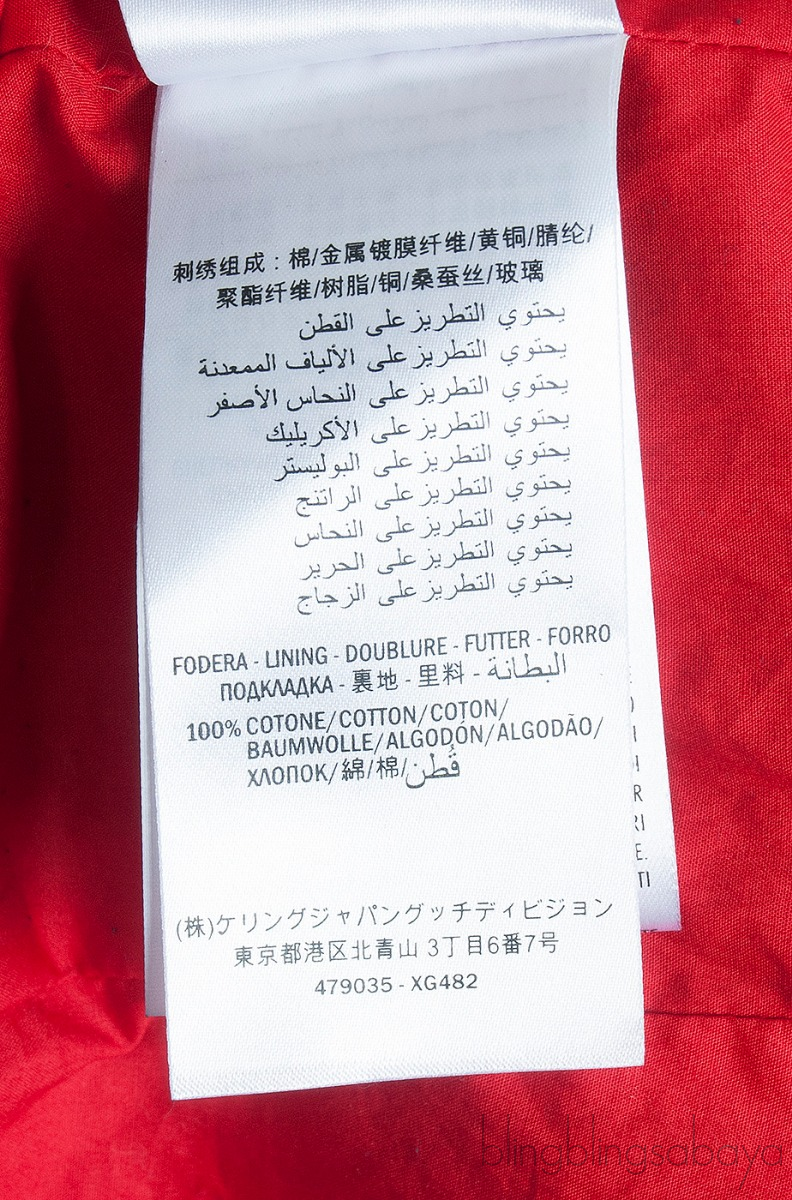 刺绣组成：棉/金属镀膜纤维/黄铜/腈纶/
聚酯纤维/树脂/铜/桑蚕丝/玻璃
يحتوي التطريز على القطن
يحتوي التطريز على الألياف الممعدنة
يحتوي التطريز على النحاس الأصفر
يحتوي التطريز على الأكريليك
يحتوي التطريز على البوليستر
يحتوي التطريز على الراتنج
يحتوي التطريز على النحاس
يحتوي التطريز على الحرير
يحتوي التطريز على الزجاج
FODERA - LINING - DOUBLURE - FUTTER - FORRO
ПОДКЛАДКА - 裏地 - 里料 - البطانة
100% COTONE/COTTON/COTON/
BAUMWOLLE/ALGODÓN/ALGODÃO/
ХЛОПОК/綿/棉/قُطن
(株)ケリングジャパングッチディビジョン
東京都港区北青山 3丁目6番7号
479035 - XG482
R
RI
E.
TI
blingblingsabaya